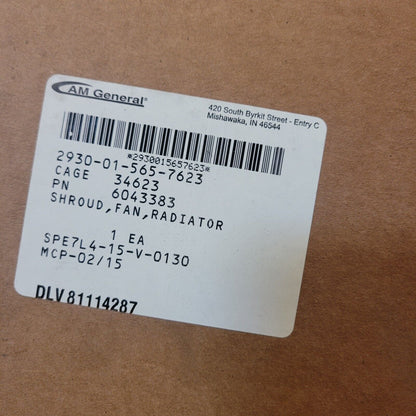 AM General®
420 South Byrkit Street - Entry C
Mishawaka, IN 46544
*2930015657623*
2930-01-565-7623
CAGE 34623
PN 6043383
SHROUD,FAN,RADIATOR
1 EA
SPE7L4-15-V-0130
MCP-02/15
DLV 81114287